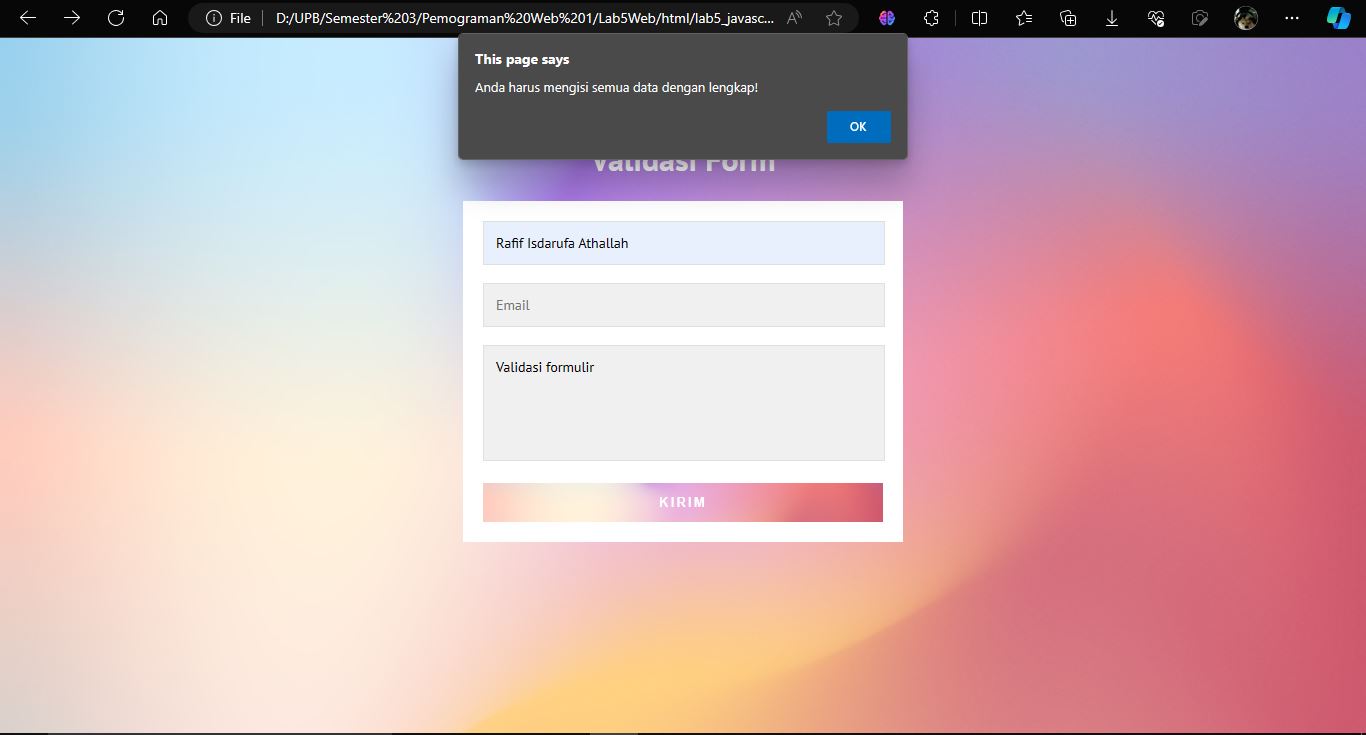 File
D:/UPB/Semester%203/Pemograman%20Web%201/Lab5Web/html/lab5_javasc...
This page says
Anda harus mengisi semua data dengan lengkap!
OK
Validasi Form
Rafif Isdarufa Athallah
Email
Validasi formulir
KIRIM